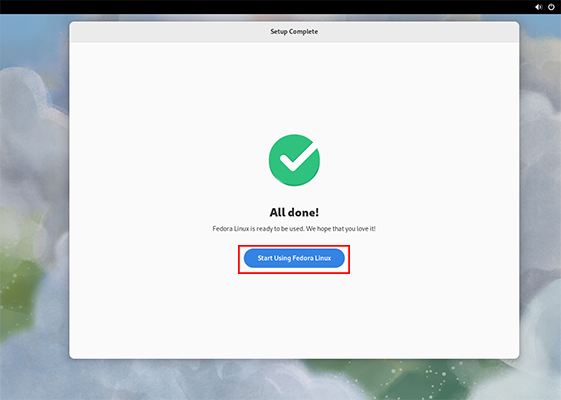 Setup Complete
All done!
Fedora Linux is ready to be used. We hope that you love it!
Start Using Fedora Linux